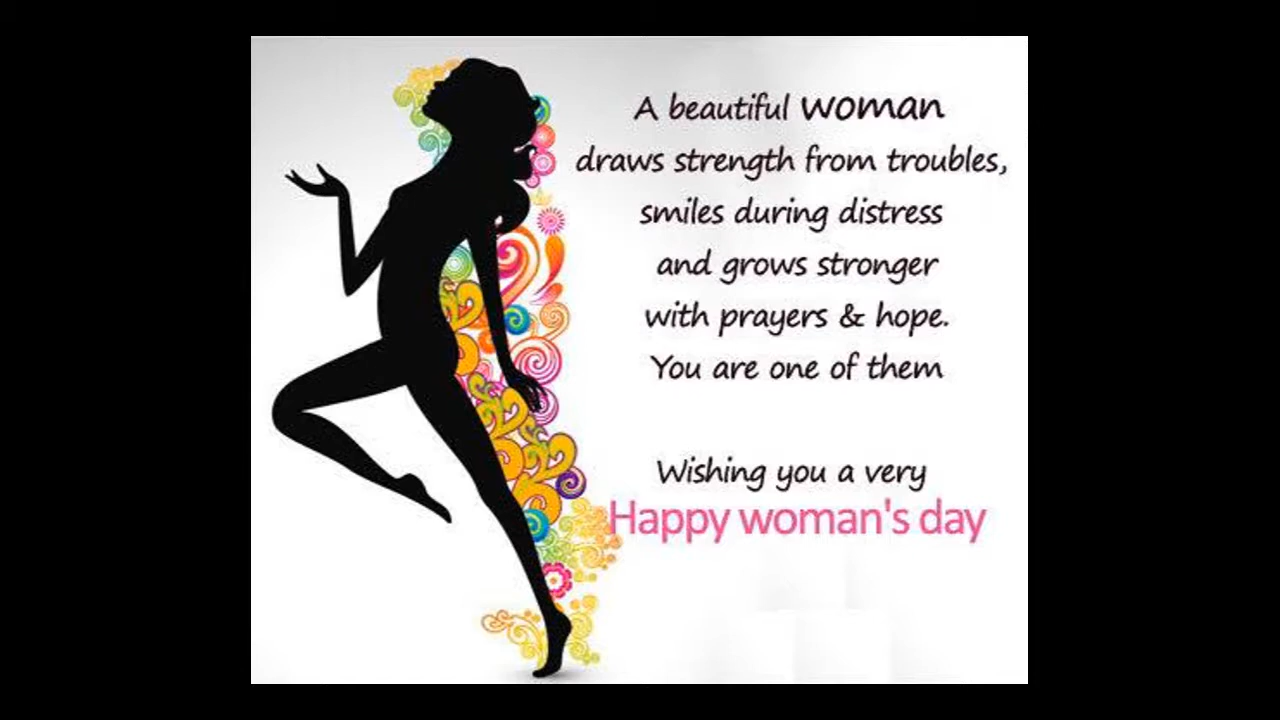 A beautiful woman
draws strength from troubles,
smiles during distress
and grows stronger
with prayers & hope.
You are one of them
Wishing you a very
Happy woman's day